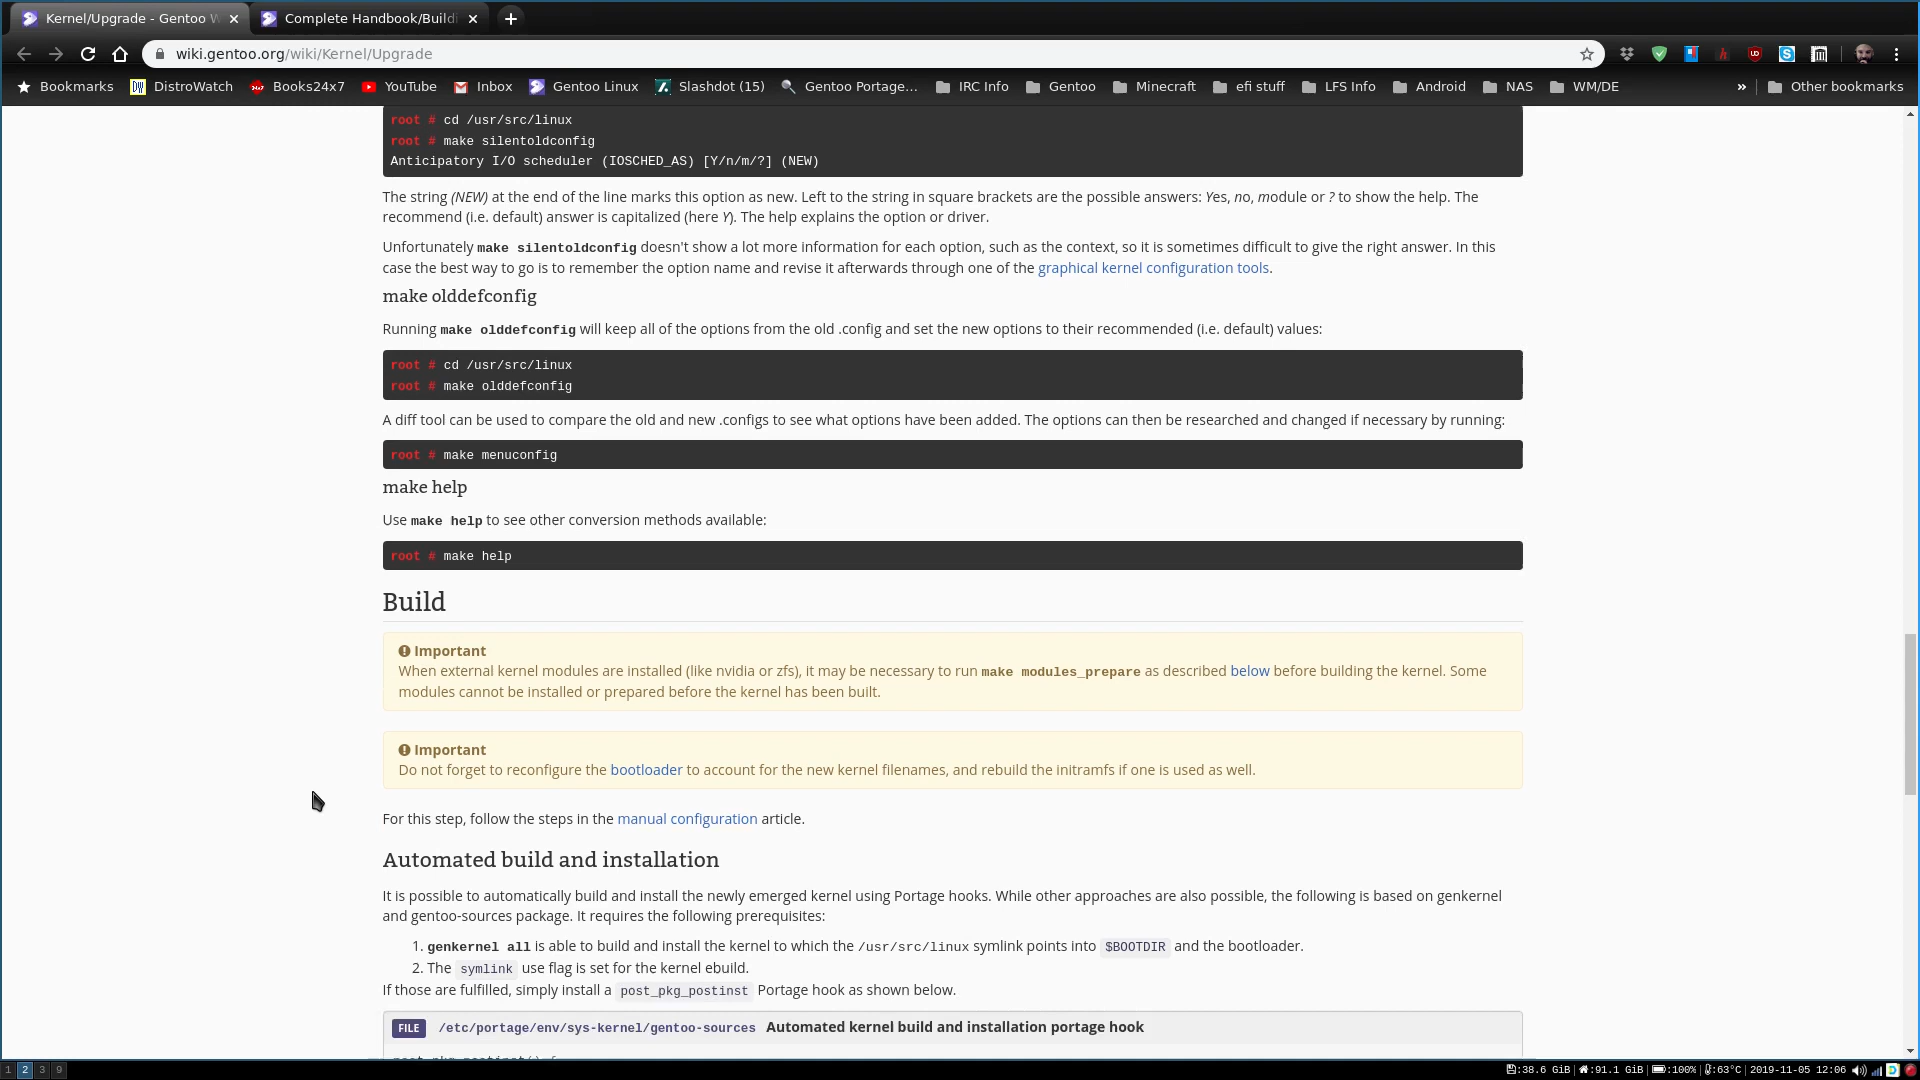 Kernel/Upgrade - Gentoo W
Complete Handbook/Buildi
wiki.gentoo.org/wiki/Kernel/Upgrade
Bookmarks DistroWatch Books24x7 YouTube Inbox Gentoo Linux Slashdot (15) Gentoo Portage... IRC Info Gentoo Minecraft efi stuff LFS Info Android NAS WM/DE » Other bookmarks
root # cd /usr/src/linux
root # make silentoldconfig
Anticipatory I/O scheduler (IOSCHED_AS) [Y/n/m/?] (NEW)
The string (NEW) at the end of the line marks this option as new. Left to the string in square brackets are the possible answers: Yes, no, module or ? to show the help. The
recommend (i.e. default) answer is capitalized (here Y). The help explains the option or driver.
Unfortunately make silentoldconfig doesn't show a lot more information for each option, such as the context, so it is sometimes difficult to give the right answer. In this
case the best way to go is to remember the option name and revise it afterwards through one of the graphical kernel configuration tools.
make olddefconfig
Running make olddefconfig will keep all of the options from the old .config and set the new options to their recommended (i.e. default) values:
root # cd /usr/src/linux
root # make olddefconfig
A diff tool can be used to compare the old and new .configs to see what options have been added. The options can then be researched and changed if necessary by running:
root # make menuconfig
make help
Use make help to see other conversion methods available:
root # make help
Build
Important
When external kernel modules are installed (like nvidia or zfs), it may be necessary to run make modules_prepare as described below before building the kernel. Some
modules cannot be installed or prepared before the kernel has been built.
Important
Do not forget to reconfigure the bootloader to account for the new kernel filenames, and rebuild the initramfs if one is used as well.
For this step, follow the steps in the manual configuration article.
Automated build and installation
It is possible to automatically build and install the newly emerged kernel using Portage hooks. While other approaches are also possible, the following is based on genkernel
and gentoo-sources package. It requires the following prerequisites:
1. genkernel all is able to build and install the kernel to which the /usr/src/linux symlink points into $BOOTDIR and the bootloader.
2. The symlink use flag is set for the kernel ebuild.
If those are fulfilled, simply install a post_pkg_postinst Portage hook as shown below.
FILE /etc/portage/env/sys-kernel/gentoo-sources Automated kernel build and installation portage hook
1 2 3 9
:38.6 GiB| :91.1 GiB| :100%| :63°C|2019-11-05 12:06